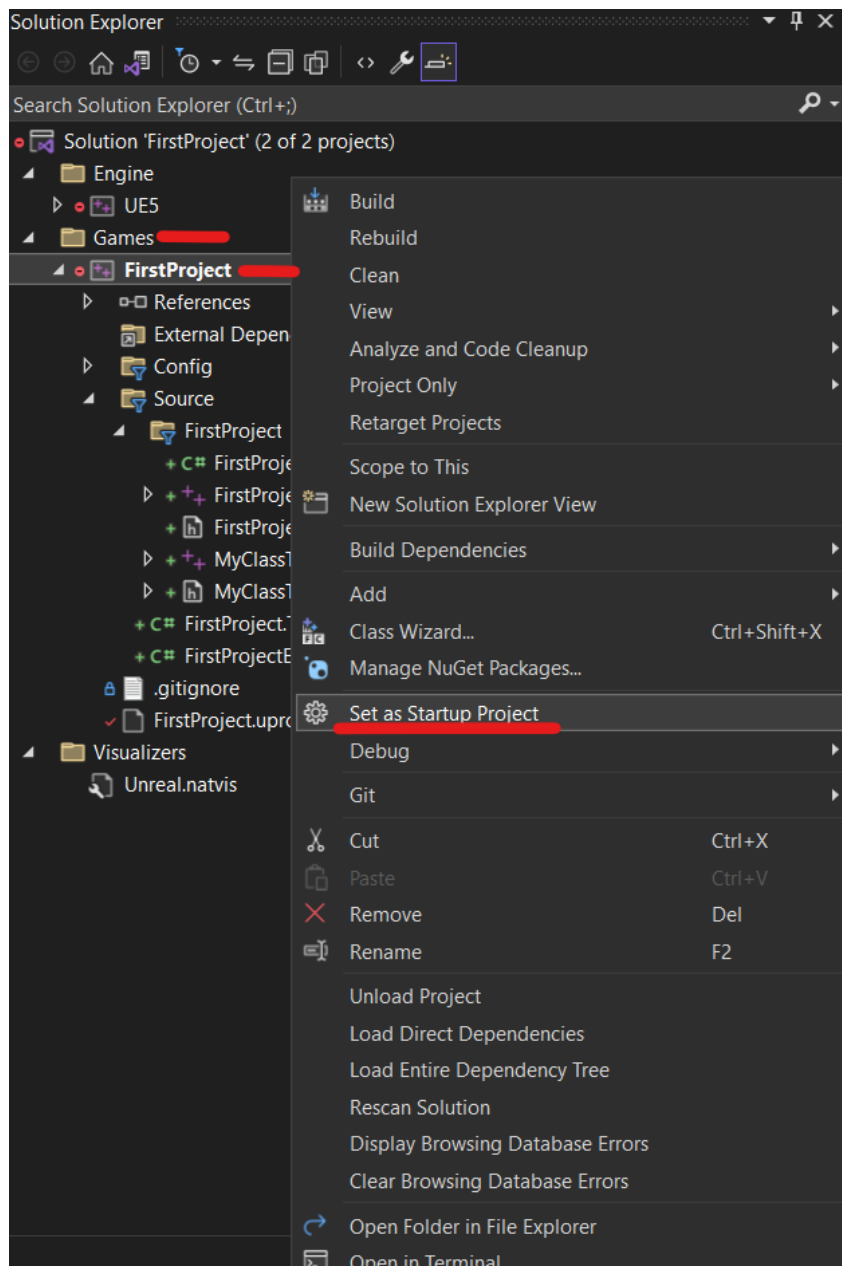 Solution Explorer
Search Solution Explorer (Ctrl+;)
Solution 'FirstProject' (2 of 2 projects)
Engine
UE5
Games
FirstProject
References
External Depen
Config
Source
FirstProject
C# FirstProje
FirstProje
h FirstProje
MyClassT
h MyClassT
C# FirstProject.T
C# FirstProjectE
.gitignore
FirstProject.upro
Visualizers
Unreal.natvis
Build
Rebuild
Clean
View
Analyze and Code Cleanup
Project Only
Retarget Projects
Scope to This
New Solution Explorer View
Build Dependencies
Add
Class Wizard... Ctrl+Shift+X
Manage NuGet Packages...
Set as Startup Project
Debug
Git
Cut Ctrl+X
Paste Ctrl+V
Remove Del
Rename F2
Unload Project
Load Direct Dependencies
Load Entire Dependency Tree
Rescan Solution
Display Browsing Database Errors
Clear Browsing Database Errors
Open Folder in File Explorer
Open in Terminal